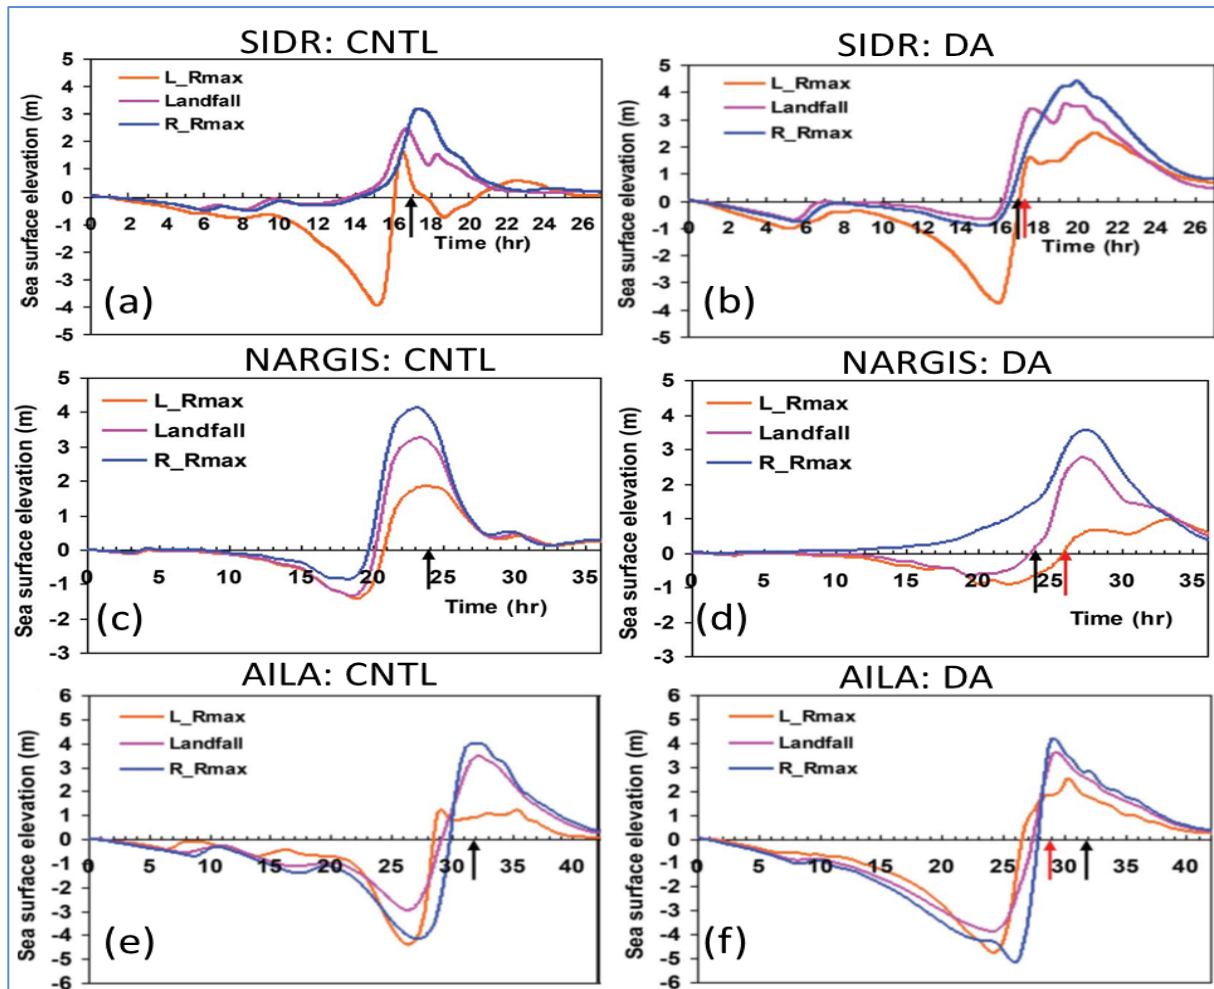 SIDR: CNTL
5
4
3
2
1
0
-1
-2
-3
-4
-5
Sea surface elevation (m)
L_Rmax
Landfall
R_Rmax
0 2 4 6 8 10 12 14 16 18 20 22 24 26
Time (hr)
(a)
SIDR: DA
5
4
3
2
1
0
-1
-2
-3
-4
-5
Sea surface elevation (m)
L_Rmax
Landfall
R_Rmax
0 2 4 6 8 10 12 14 16 18 20 22 24 26
Time (hr)
(b)
NARGIS: CNTL
5
4
3
2
1
0
-1
-2
-3
Sea surface elevation (m)
L_Rmax
Landfall
R_Rmax
0 5 10 15 20 25 30 35
Time (hr)
(c)
NARGIS: DA
5
4
3
2
1
0
-1
-2
-3
Sea surface elevation (m)
L_Rmax
Landfall
R_Rmax
0 5 10 15 20 25 30 35
Time (hr)
(d)
AILA: CNTL
6
5
4
3
2
1
0
-1
-2
-3
-4
-5
-6
Sea surface elevation (m)
L_Rmax
Landfall
R_Rmax
0 5 10 15 20 25 30 35 40
(e)
AILA: DA
6
5
4
3
2
1
0
-1
-2
-3
-4
-5
-6
Sea surface elevation (m)
L_Rmax
Landfall
R_Rmax
0 5 10 15 20 25 30 35 40
(f)